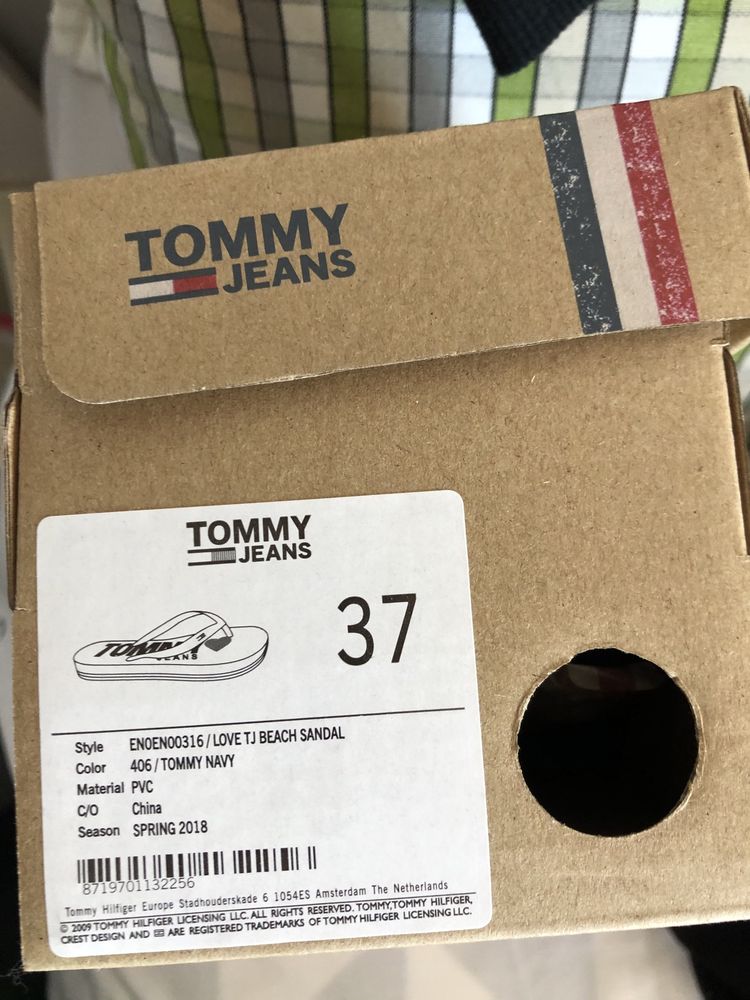 TOMMY
JEANS
TOMMY
JEANS
TOMMY
JEANS
37
Style EN0EN00316 / LOVE TJ BEACH SANDAL
Color 406 / TOMMY NAVY
Material PVC
C/O China
Season SPRING 2018
8719701132256
Tommy Hilfiger Europe Stadhouderskade 6 1054ES Amsterdam The Netherlands
© 2009 TOMMY HILFIGER LICENSING LLC. ALL RIGHTS RESERVED. TOMMY,TOMMY HILFIGER,
CREST DESIGN AND ARE REGISTERED TRADEMARKS OF TOMMY HILFIGER LICENSING LLC.